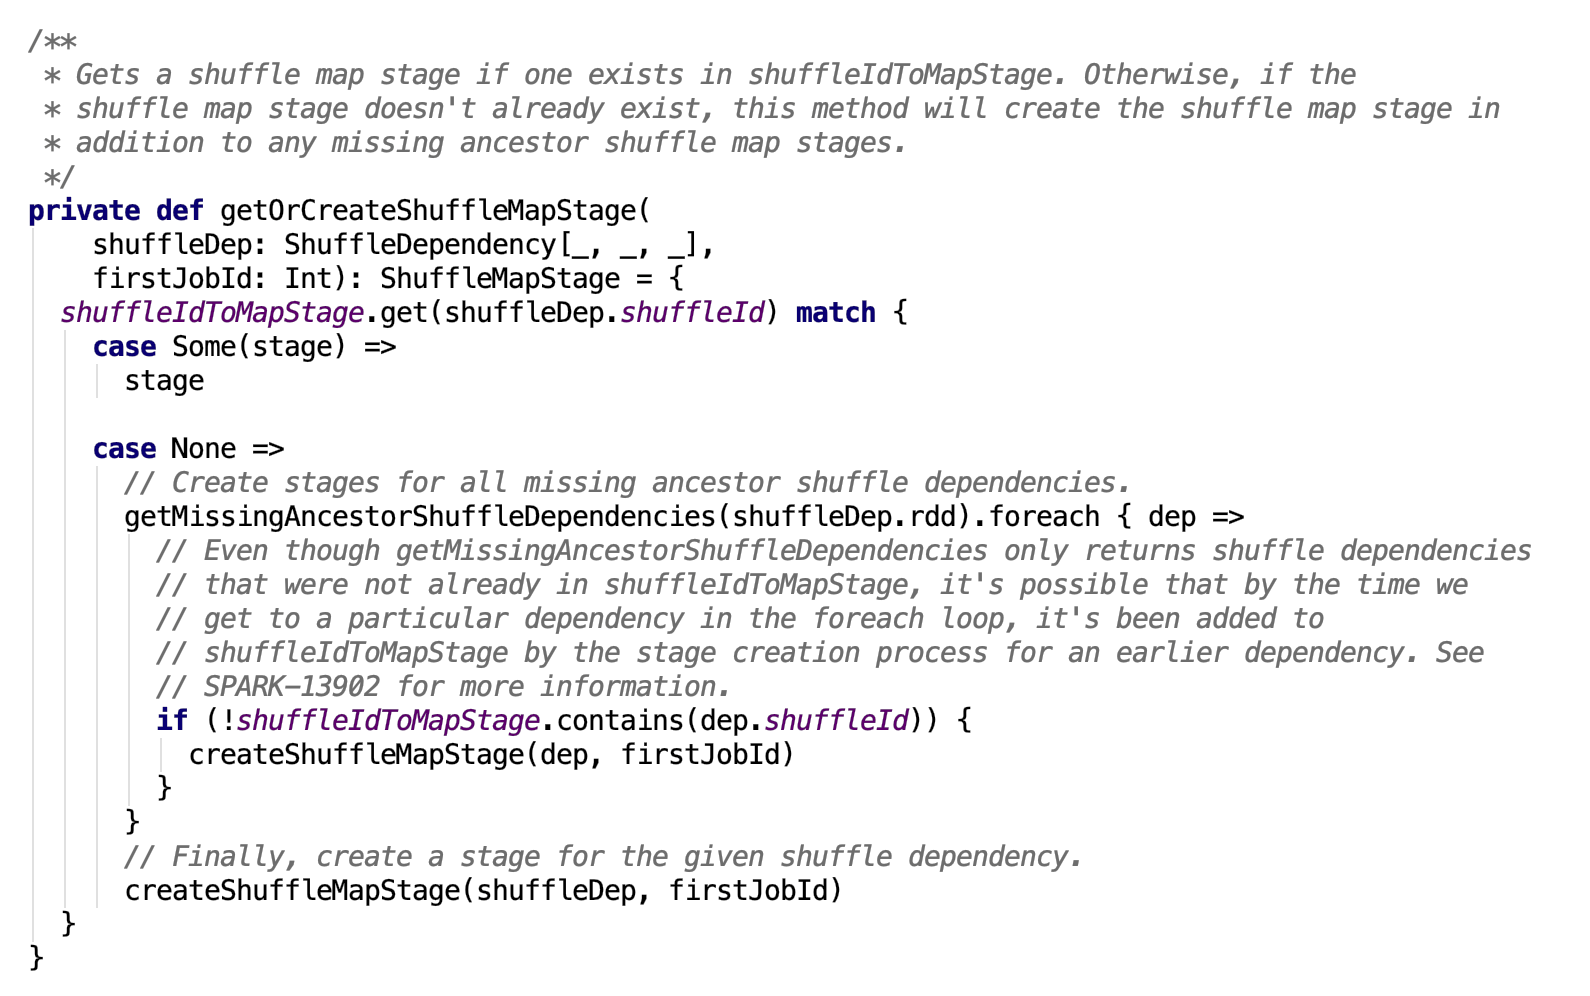 /**
 * Gets a shuffle map stage if one exists in shuffleIdToMapStage. Otherwise, if the
 * shuffle map stage doesn't already exist, this method will create the shuffle map stage in
 * addition to any missing ancestor shuffle map stages.
 */
private def getOrCreateShuffleMapStage(
    shuffleDep: ShuffleDependency[_, _, _],
    firstJobId: Int): ShuffleMapStage = {
  shuffleIdToMapStage.get(shuffleDep.shuffleId) match {
    case Some(stage) =>
      stage

    case None =>
      // Create stages for all missing ancestor shuffle dependencies.
      getMissingAncestorShuffleDependencies(shuffleDep.rdd).foreach { dep =>
        // Even though getMissingAncestorShuffleDependencies only returns shuffle dependencies
        // that were not already in shuffleIdToMapStage, it's possible that by the time we
        // get to a particular dependency in the foreach loop, it's been added to
        // shuffleIdToMapStage by the stage creation process for an earlier dependency. See
        // SPARK-13902 for more information.
        if (!shuffleIdToMapStage.contains(dep.shuffleId)) {
          createShuffleMapStage(dep, firstJobId)
        }
      }
      // Finally, create a stage for the given shuffle dependency.
      createShuffleMapStage(shuffleDep, firstJobId)
  }
}